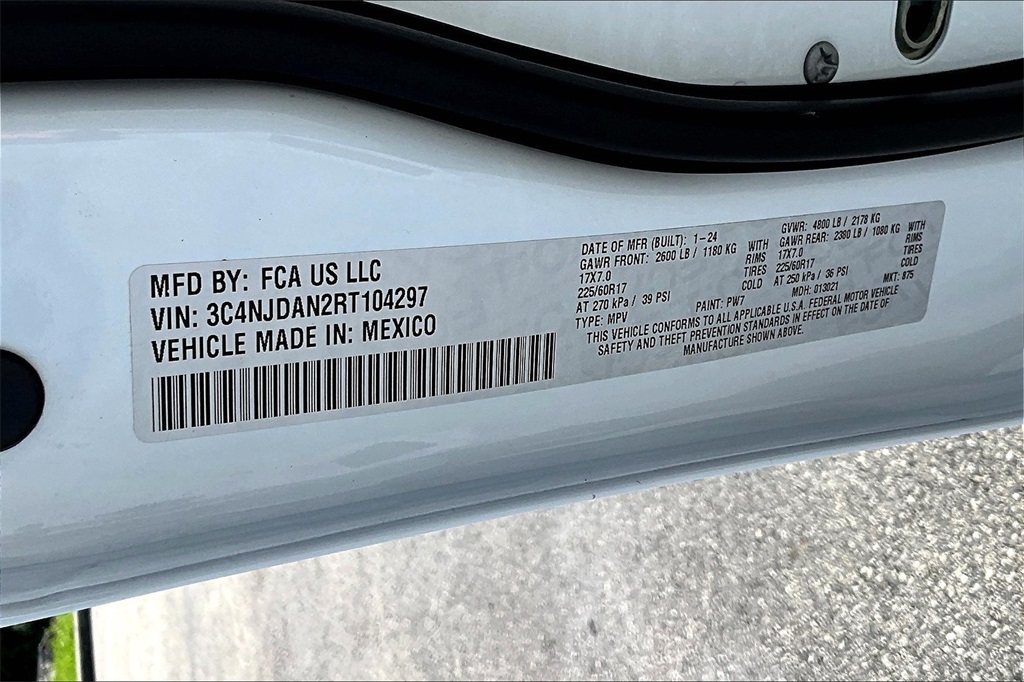 MFD BY: FCA US LLC
VIN: 3C4NJDAN2RT104297
VEHICLE MADE IN: MEXICO
DATE OF MFR (BUILT): 1-24
GVWR: 4800 LB / 2178 KG
GAWR FRONT: 2600 LB / 1180 KG WITH
17X7.0 RIMS
225/60R17 TIRES
AT 270 kPa / 39 PSI COLD
GAWR REAR: 2380 LB / 1080 KG WITH
17X7.0 RIMS
225/60R17 TIRES
AT 250 kPa / 36 PSI COLD
TYPE: MPV PAINT: PW7 MDH: 013021 MKT: 875
THIS VEHICLE CONFORMS TO ALL APPLICABLE U.S.A. FEDERAL MOTOR VEHICLE
SAFETY AND THEFT PREVENTION STANDARDS IN EFFECT ON THE DATE OF
MANUFACTURE SHOWN ABOVE.